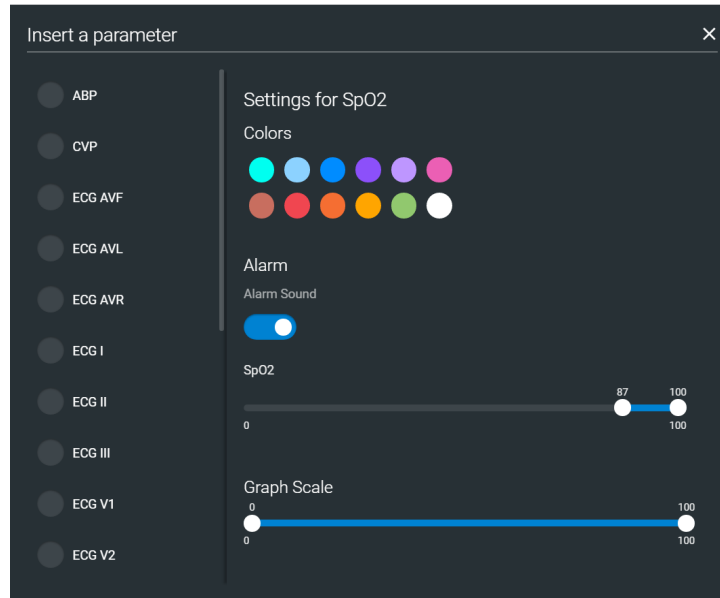 Insert a parameter
ABP
CVP
ECG AVF
ECG AVL
ECG AVR
ECG I
ECG II
ECG III
ECG V1
ECG V2
Settings for SpO2
Colors
Alarm
Alarm Sound
SpO2
87 100
0 100
Graph Scale
0 100
0 100